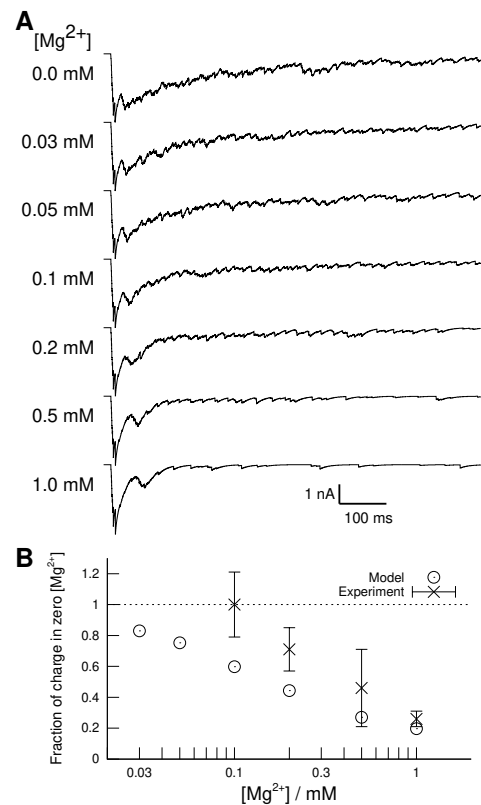 A
[Mg2+]
0.0 mM
0.03 mM
0.05 mM
0.1 mM
0.2 mM
0.5 mM
1.0 mM
1 nA
100 ms
B
Fraction of charge in zero [Mg2+]
1.2
1
0.8
0.6
0.4
0.2
0
Model
Experiment
0.03
0.1
0.3
1
[Mg2+] / mM